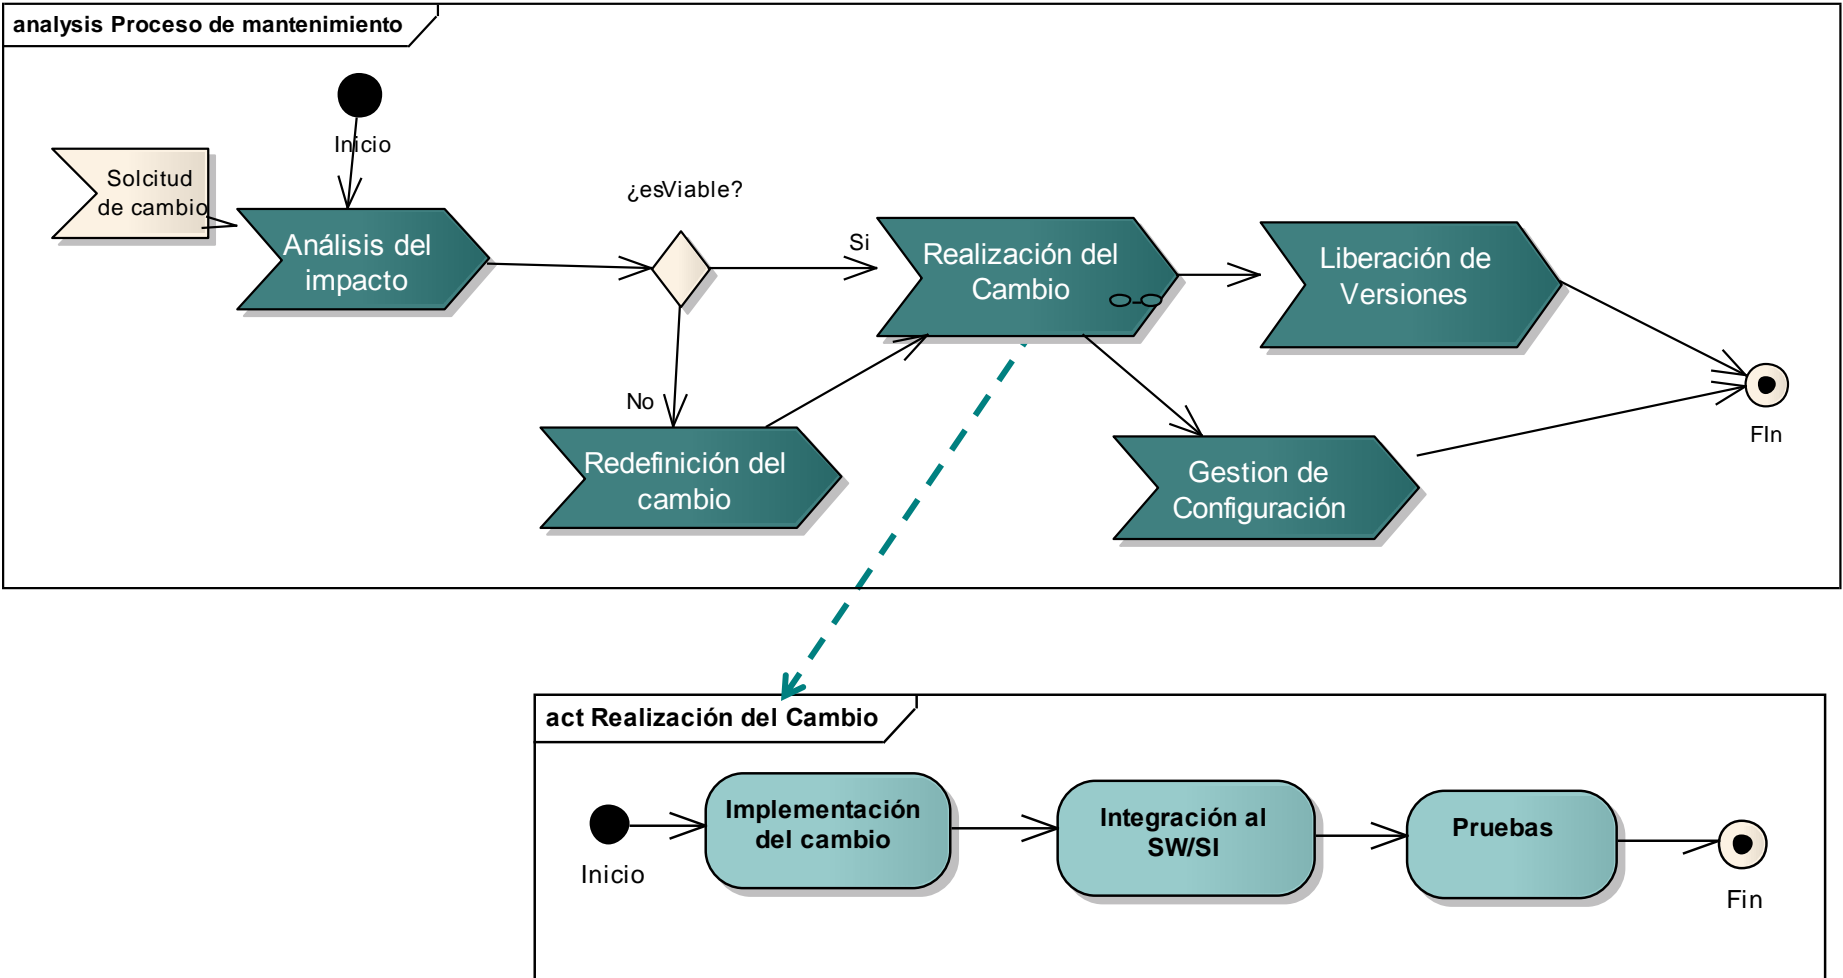 analysis Proceso de mantenimiento
Inicio
Solcitud
de cambio
Análisis del
impacto
¿esViable?
Si
No
Redefinición del
cambio
Realización del
Cambio
Liberación de
Versiones
Gestion de
Configuración
FIn
act Realización del Cambio
Inicio
Implementación
del cambio
Integración al
SW/SI
Pruebas
Fin